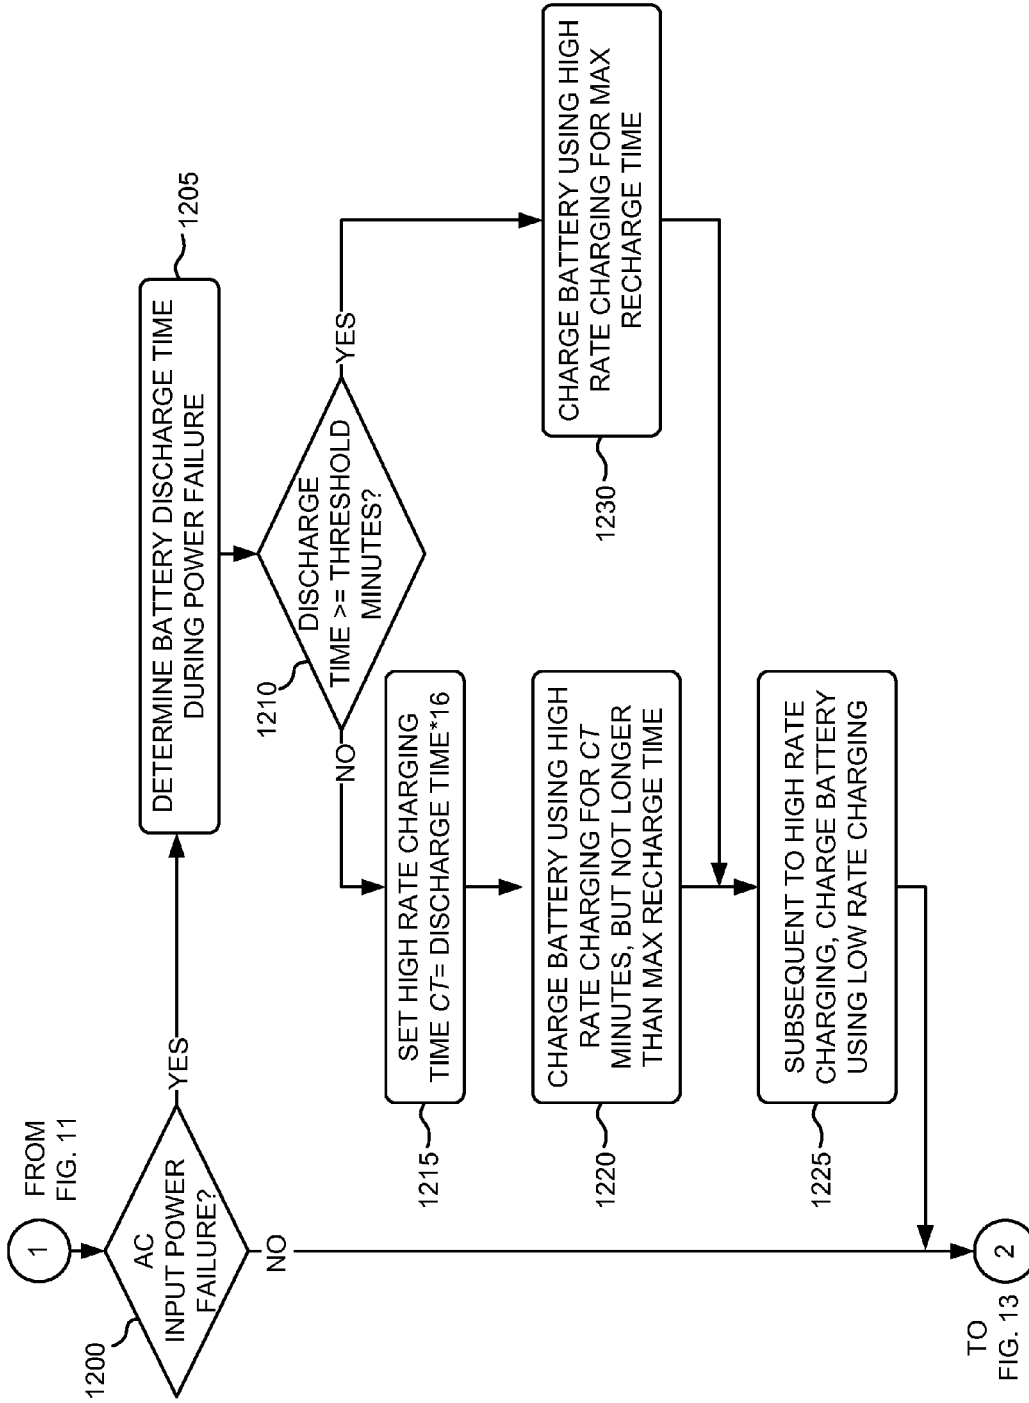 1
FROM
FIG. 11
1200
AC
INPUT POWER
FAILURE?
YES
NO
DETERMINE BATTERY DISCHARGE TIME
DURING POWER FAILURE
1205
1210
DISCHARGE
TIME >= THRESHOLD
MINUTES?
NO
YES
SET HIGH RATE CHARGING
TIME CT= DISCHARGE TIME*16
1215
CHARGE BATTERY USING HIGH
RATE CHARGING FOR CT
MINUTES, BUT NOT LONGER
THAN MAX RECHARGE TIME
1220
CHARGE BATTERY USING HIGH
RATE CHARGING FOR MAX
RECHARGE TIME
1230
SUBSEQUENT TO HIGH RATE
CHARGING, CHARGE BATTERY
USING LOW RATE CHARGING
1225
TO
FIG. 13
2